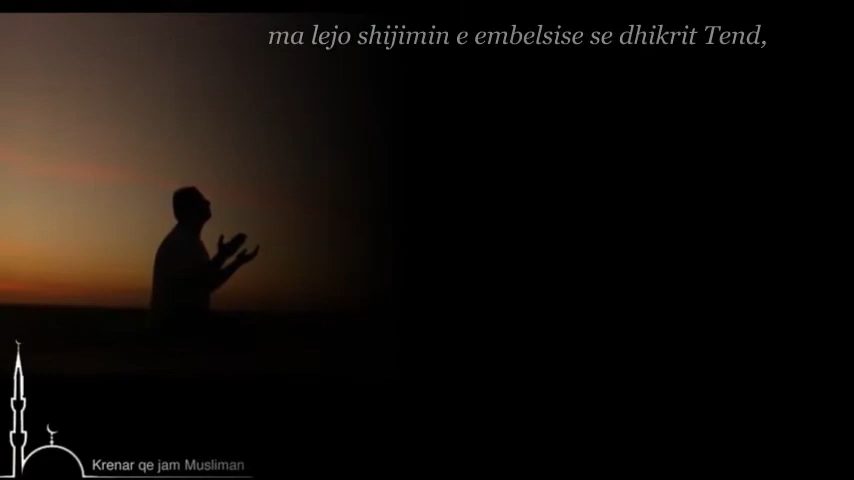 ma lejo shijimin e embelsise se dhikrit Tend,
Krenar qe jam Musliman